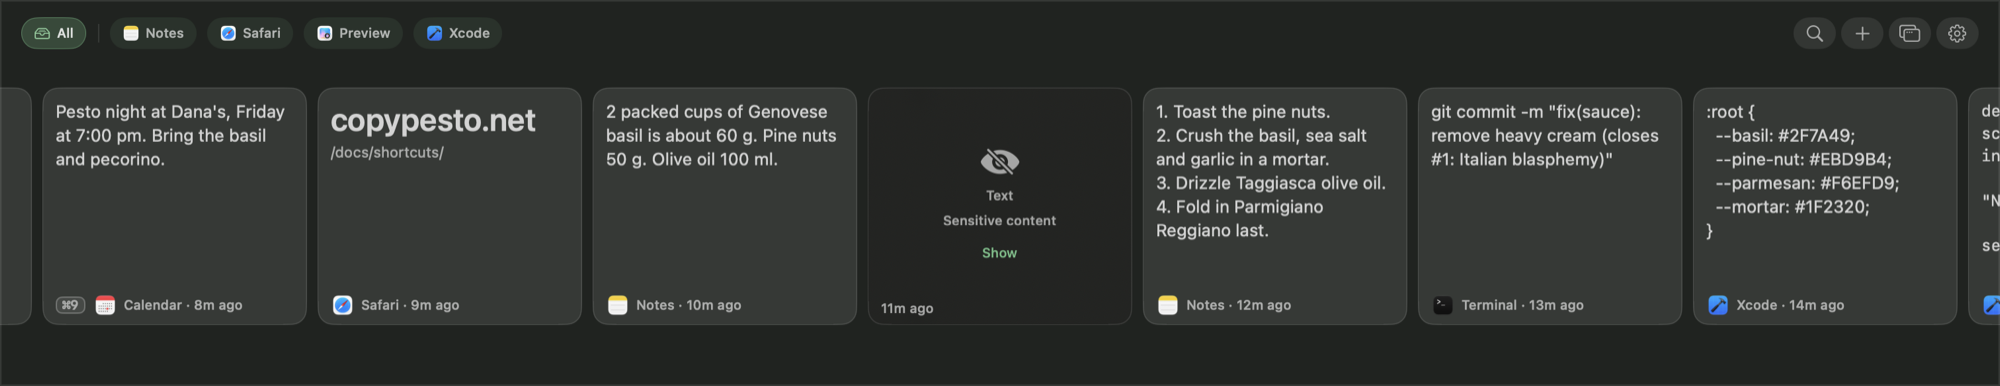 All
Notes
Safari
Preview
Xcode
Pesto night at Dana's, Friday
at 7:00 pm. Bring the basil
and pecorino.
⌘9 Calendar · 8m ago
copypesto.net
/docs/shortcuts/
Safari · 9m ago
2 packed cups of Genovese
basil is about 60 g. Pine nuts
50 g. Olive oil 100 ml.
Notes · 10m ago
Text
Sensitive content
Show
11m ago
1. Toast the pine nuts.
2. Crush the basil, sea salt
and garlic in a mortar.
3. Drizzle Taggiasca olive oil.
4. Fold in Parmigiano
Reggiano last.
Notes · 12m ago
git commit -m "fix(sauce):
remove heavy cream (closes
#1: Italian blasphemy)"
Terminal · 13m ago
:root {
--basil: #2F7A49;
--pine-nut: #EBD9B4;
--parmesan: #F6EFD9;
--mortar: #1F2320;
}
Xcode · 14m ago
de
sc
in
"N
se